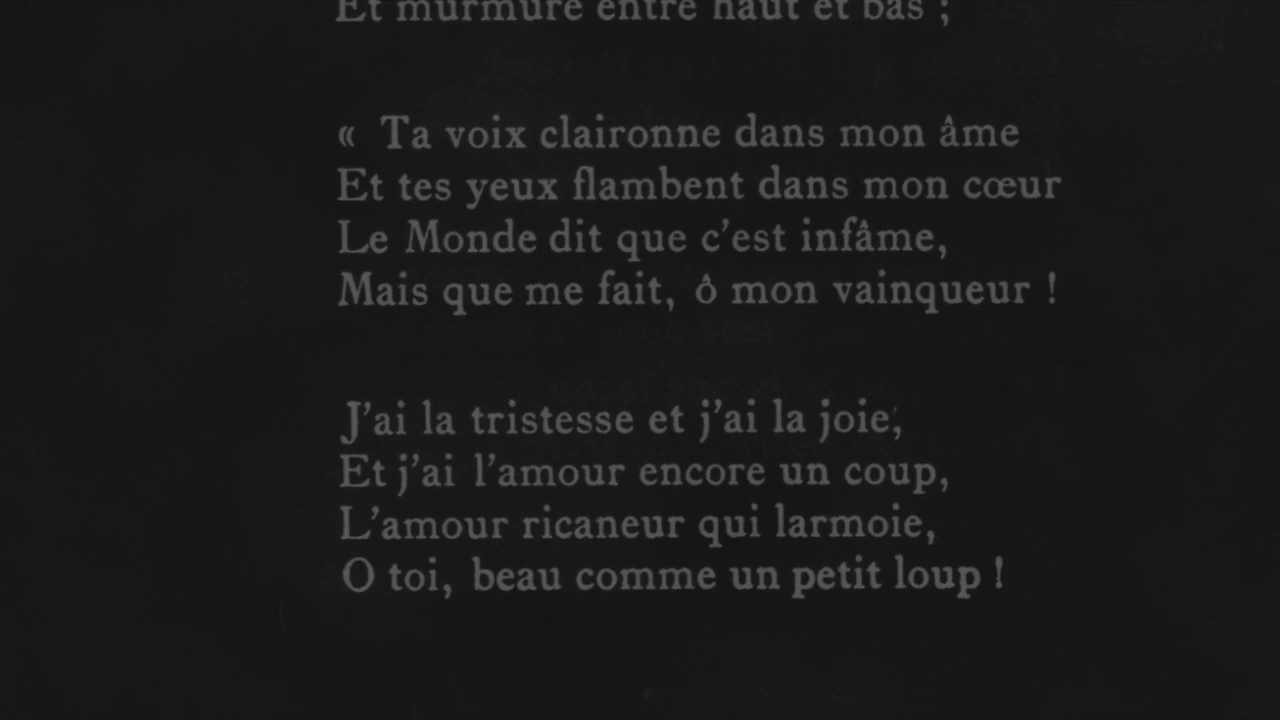 Et murmure entre haut et bas ;
« Ta voix claironne dans mon âme
Et tes yeux flambent dans mon cœur
Le Monde dit que c’est infâme,
Mais que me fait, ô mon vainqueur !
J’ai la tristesse et j’ai la joie,
Et j’ai l’amour encore un coup,
L’amour ricaneur qui larmoie,
O toi, beau comme un petit loup !